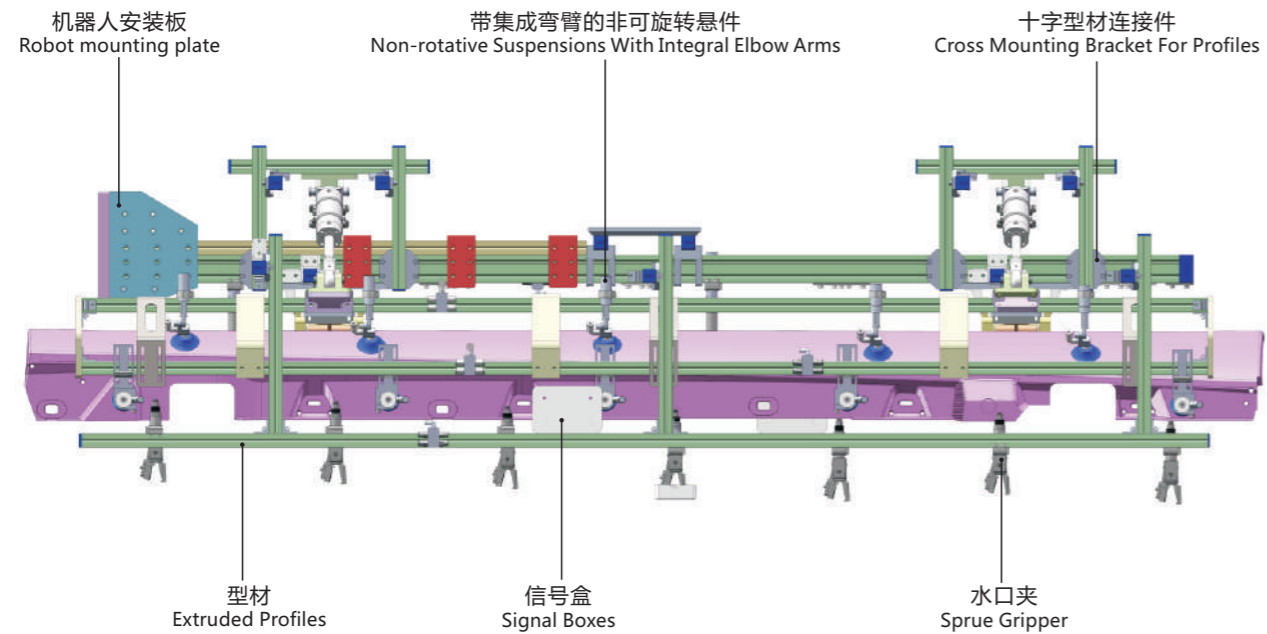 机器人安装板
Robot mounting plate
带集成弯臂的非可旋转悬件
Non-rotative Suspensions With Integral Elbow Arms
十字型材连接件
Cross Mounting Bracket For Profiles
型材
Extruded Profiles
信号盒
Signal Boxes
水口夹
Sprue Gripper